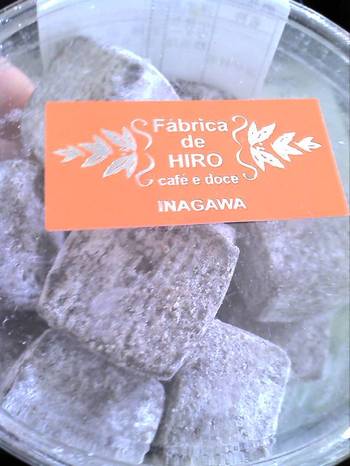 Fábrica
de
HIRO
café e doce
INAGAWA